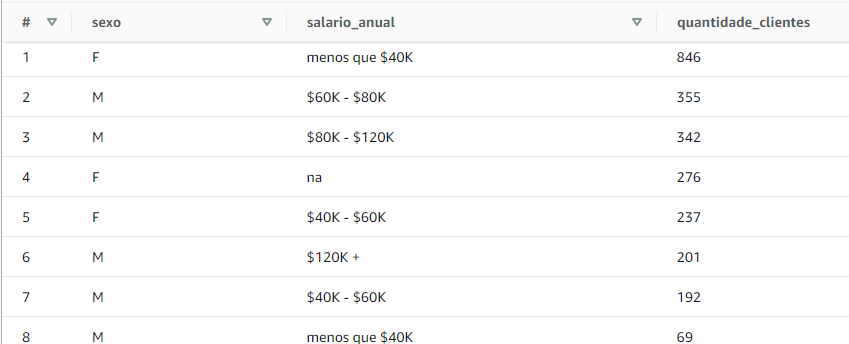 # sexo salario_anual quantidade_clientes
1 F menos que $40K 846
2 M $60K - $80K 355
3 M $80K - $120K 342
4 F na 276
5 F $40K - $60K 237
6 M $120K + 201
7 M $40K - $60K 192
8 M menos que $40K 69